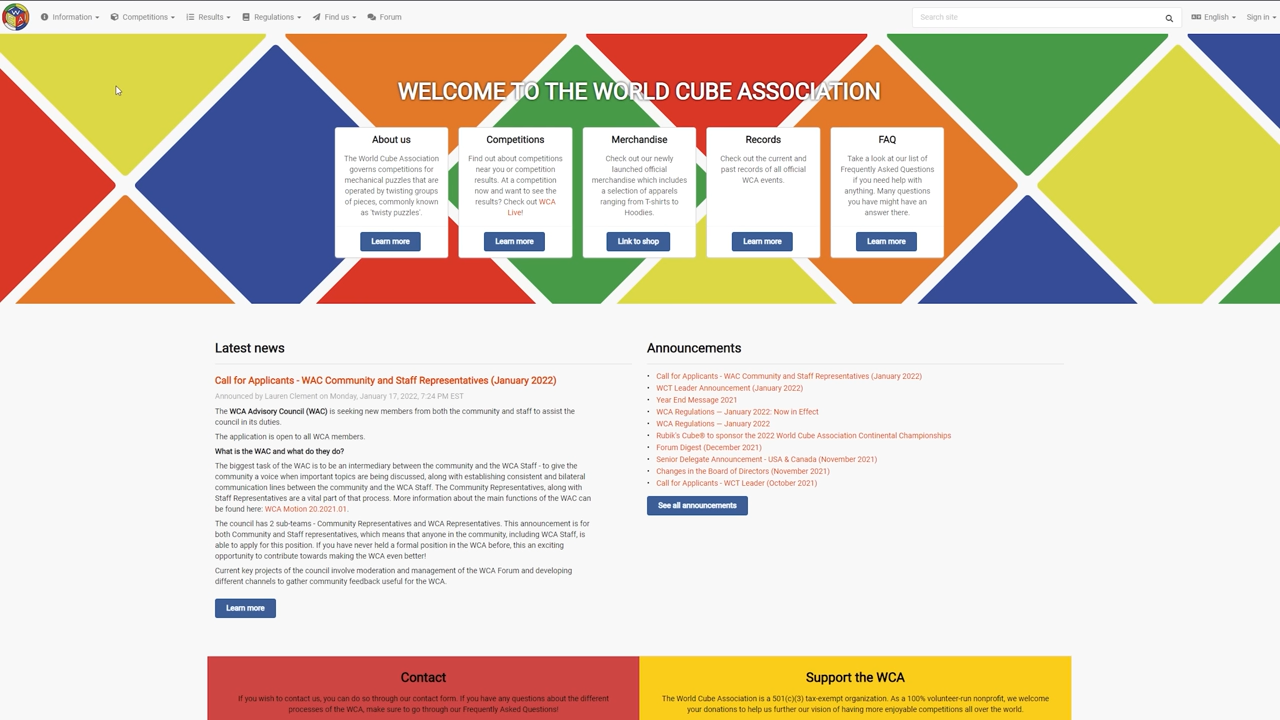 Information
Competitions
Results
Regulations
Find us
Forum
Search site
English
Sign in
WELCOME TO THE WORLD CUBE ASSOCIATION
About us
The World Cube Association
governs competitions for
mechanical puzzles that are
operated by twisting groups
of pieces, commonly known
as 'twisty puzzles'.
Learn more
Competitions
Find out about competitions
near you or competition
results. At a competition
now and want to see the
results? Check out WCA
Live!
Learn more
Merchandise
Check out our newly
launched official
merchandise which includes
a selection of apparels
ranging from T-shirts to
Hoodies.
Link to shop
Records
Check out the current and
past records of all official
WCA events.
Learn more
FAQ
Take a look at our list of
Frequently Asked Questions
if you need help with
anything. Many questions
you have might have an
answer there.
Learn more
Latest news
Call for Applicants - WAC Community and Staff Representatives (January 2022)
Announced by Lauren Clement on Monday, January 17, 2022, 7:24 PM EST
The WCA Advisory Council (WAC) is seeking new members from both the community and staff to assist the
council in its duties.
The application is open to all WCA members.
What is the WAC and what do they do?
The biggest task of the WAC is to be an intermediary between the community and the WCA Staff - to give the
community a voice when important topics are being discussed, along with establishing consistent and bilateral
communication lines between the community and the WCA Staff. The Community Representatives, along with
Staff Representatives are a vital part of that process. More information about the main functions of the WAC can
be found here: WCA Motion 20.2021.01.
The council has 2 sub-teams - Community Representatives and WCA Representatives. This announcement is for
both Community and Staff representatives, which means that anyone in the community, including WCA Staff, is
able to apply for this position. If you have never held a formal position in the WCA before, this an exciting
opportunity to contribute towards making the WCA even better!
Current key projects of the council involve moderation and management of the WCA Forum and developing
different channels to gather community feedback useful for the WCA.
Learn more
Announcements
Call for Applicants - WAC Community and Staff Representatives (January 2022)
WCT Leader Announcement (January 2022)
Year End Message 2021
WCA Regulations — January 2022: Now in Effect
WCA Regulations — January 2022
Rubik's Cube® to sponsor the 2022 World Cube Association Continental Championships
Forum Digest (December 2021)
Senior Delegate Announcement - USA & Canada (November 2021)
Changes in the Board of Directors (November 2021)
Call for Applicants - WCT Leader (October 2021)
See all announcements
Contact
If you wish to contact us, you can do so through our contact form. If you have any questions about the different
processes of the WCA, make sure to go through our Frequently Asked Questions!
Support the WCA
The World Cube Association is a 501(c)(3) tax-exempt organization. As a 100% volunteer-run nonprofit, we welcome
your donations to help us further our vision of having more enjoyable competitions all over the world.